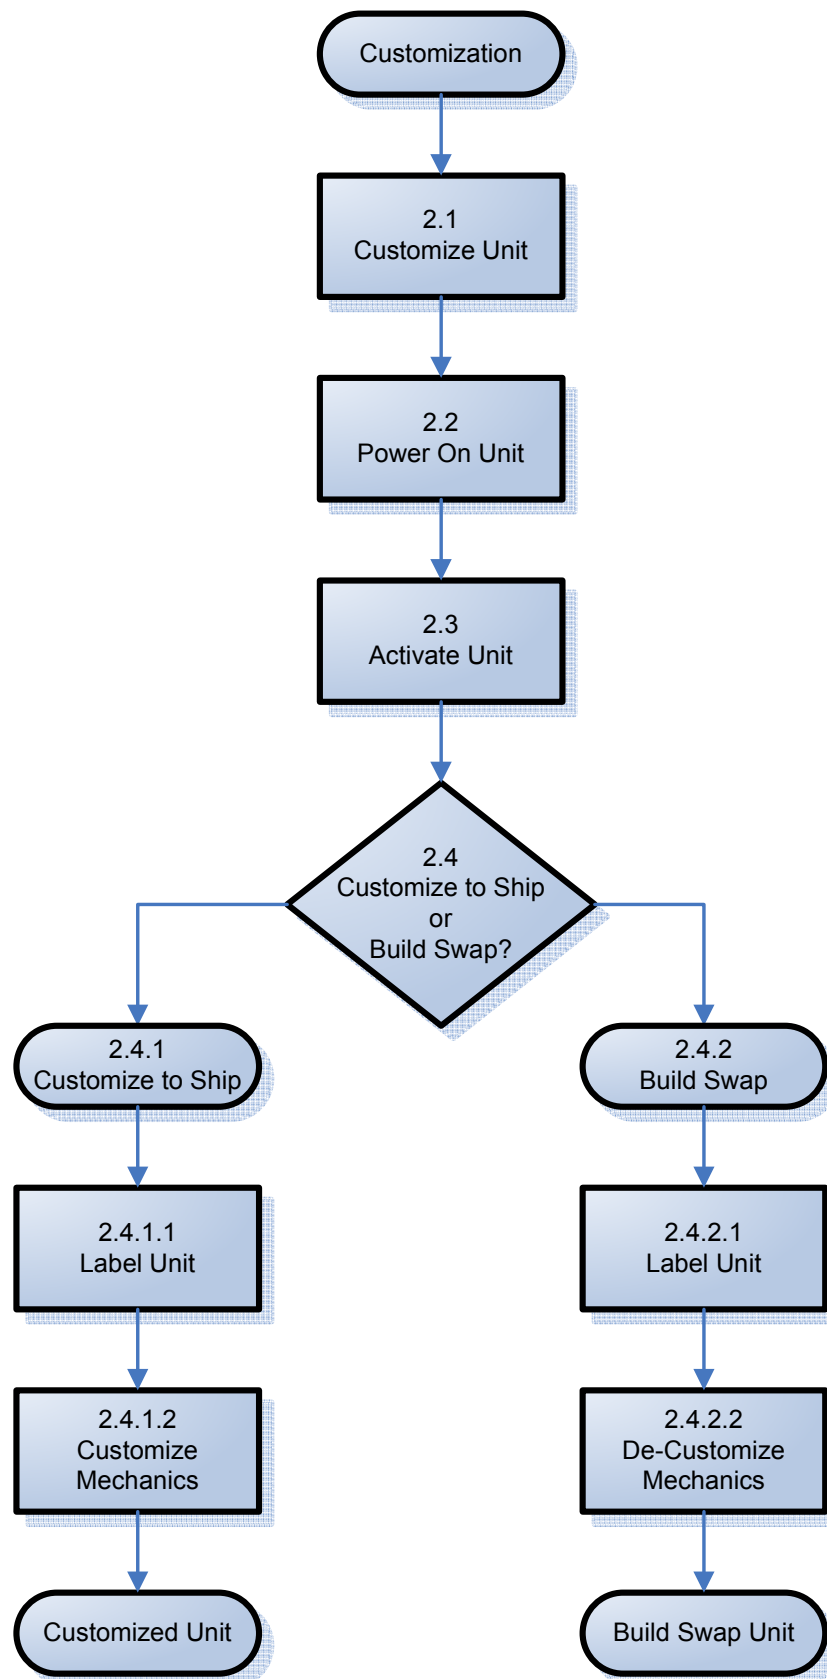 Customization
2.1
Customize Unit
2.2
Power On Unit
2.3
Activate Unit
2.4
Customize to Ship
or
Build Swap?
2.4.1
Customize to Ship
2.4.2
Build Swap
2.4.1.1
Label Unit
2.4.2.1
Label Unit
2.4.1.2
Customize
Mechanics
2.4.2.2
De-Customize
Mechanics
Customized Unit
Build Swap Unit